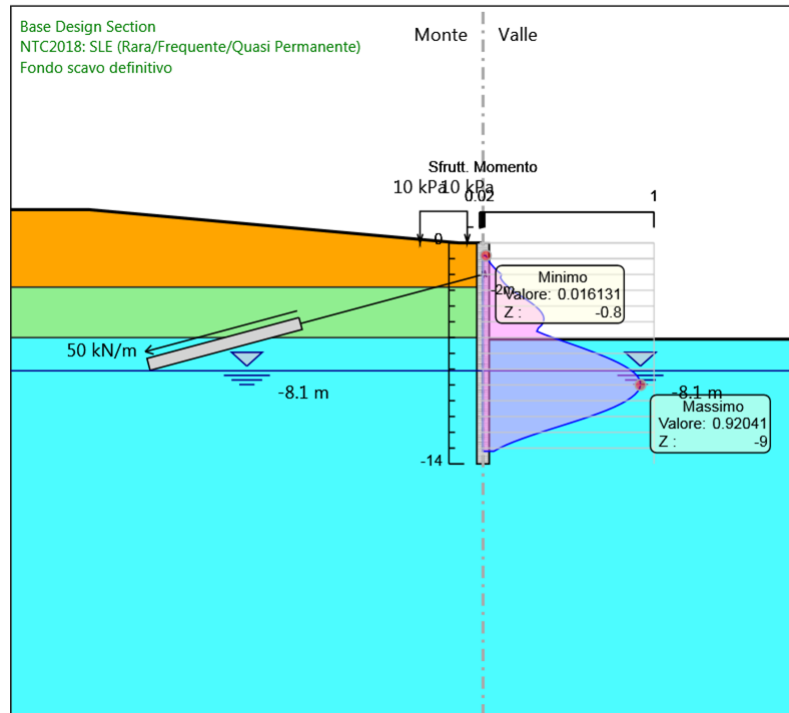 Base Design Section
NTC2018: SLE (Rara/Frequente/Quasi Permanente)
Fondo scavo definitivo
Monte
Valle
Sfrutt. Momento
10 kPa
10 kPa
0.02
1
0
Minimo
Valore: 0.016131
Z : -0.8
-2m
50 kN/m
-8.1 m
-8.1 m
Massimo
Valore: 0.92041
Z : -9
-14